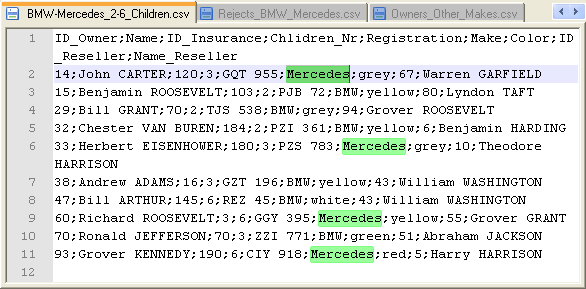 BMW-Mercedes_2-6_Children.csv Rejects_BMW_Mercedes.csv Owners_Other_Makes.csv
1 ID_Owner;Name;ID_Insurance;Chlidren_Nr;Registration;Make;Color;ID_
Reseller;Name_Reseller
2 14;John CARTER;120;3;GQT 955;Mercedes;grey;67;Warren GARFIELD
3 15;Benjamin ROOSEVELT;103;2;PJB 72;BMW;yellow;80;Lyndon TAFT
4 29;Bill GRANT;70;2;TJS 538;BMW;grey;94;Grover ROOSEVELT
5 32;Chester VAN BUREN;184;2;PZI 361;BMW;yellow;6;Benjamin HARDING
6 33;Herbert EISENHOWER;180;3;PZS 783;Mercedes;grey;10;Theodore
HARRISON
7 38;Andrew ADAMS;16;3;GZT 196;BMW;yellow;43;William WASHINGTON
8 47;Bill ARTHUR;145;6;REZ 45;BMW;white;43;William WASHINGTON
9 60;Richard ROOSEVELT;3;6;GGY 395;Mercedes;yellow;55;Grover GRANT
10 70;Ronald JEFFERSON;70;3;ZZI 771;BMW;green;51;Abraham JACKSON
11 93;Grover KENNEDY;190;6;CIY 918;Mercedes;red;5;Harry HARRISON
12